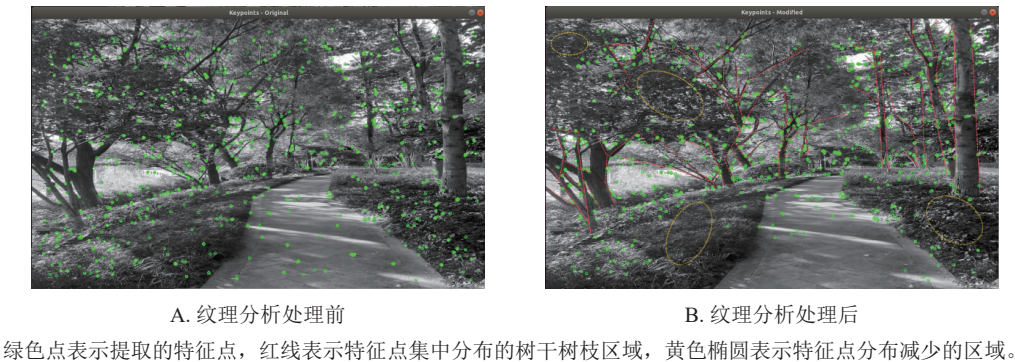 Keypoints - Original
Keypoints - Modified
A. 纹理分析处理前
B. 纹理分析处理后
绿色点表示提取的特征点，红线表示特征点集中分布的树干树枝区域，黄色椭圆表示特征点分布减少的区域。